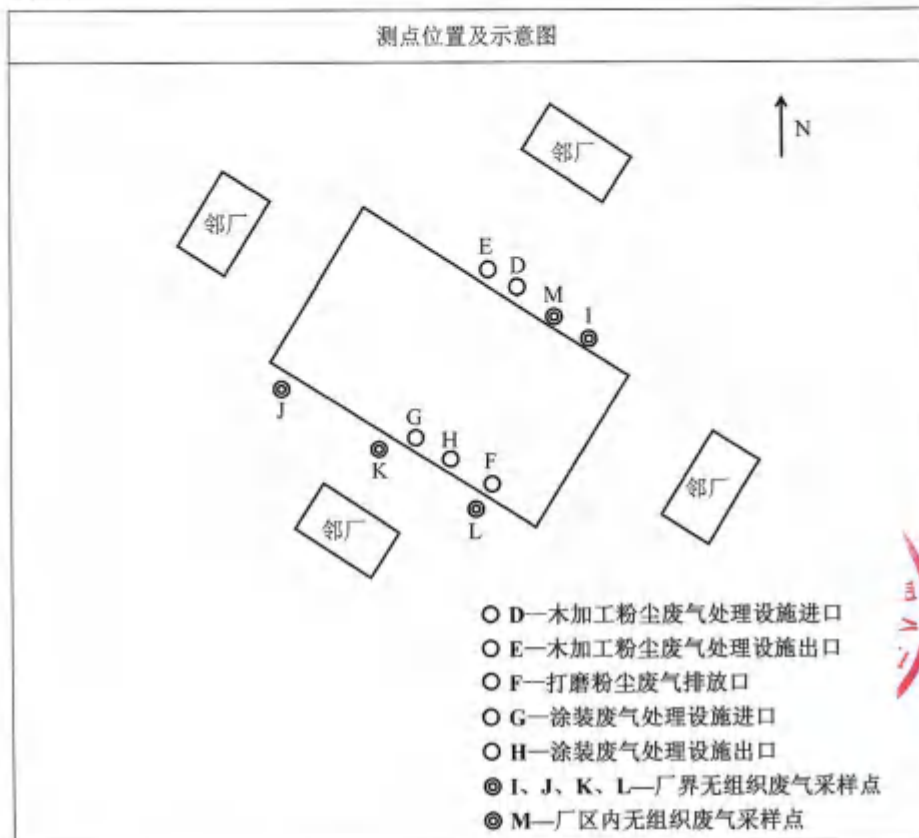 测点位置及示意图
N
邻厂
邻厂
E
D
M
I
J
G
H
F
K
L
邻厂
邻厂
D—木加工粉尘废气处理设施进口
E—木加工粉尘废气处理设施出口
F—打磨粉尘废气排放口
G—涂装废气处理设施进口
H—涂装废气处理设施出口
I、J、K、L—厂界无组织废气采样点
M—厂区内无组织废气采样点